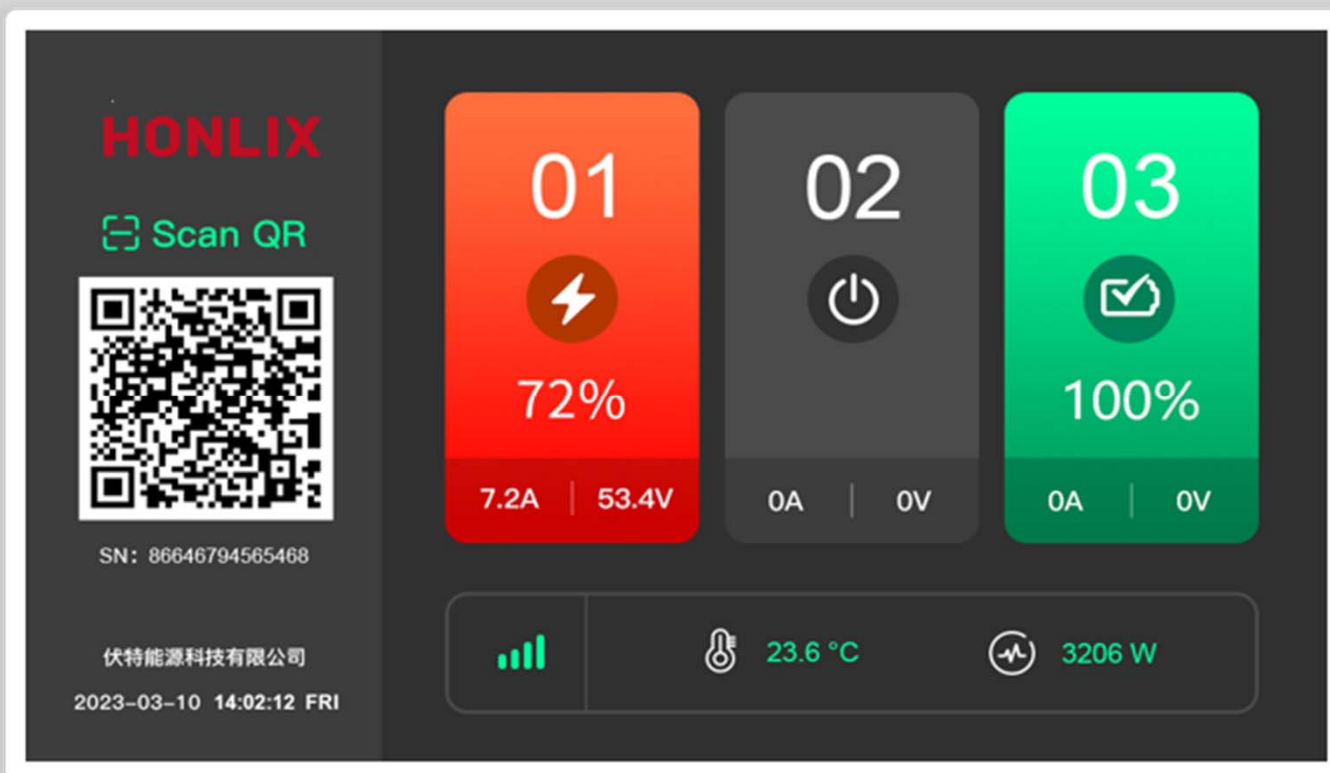 HONLIX
Scan QR
SN: 86646794565468
伏特能源科技有限公司
2023-03-10 14:02:12 FRI
01
72%
7.2A 53.4V
02
0A 0V
03
100%
0A 0V
23.6 °C
3206 W